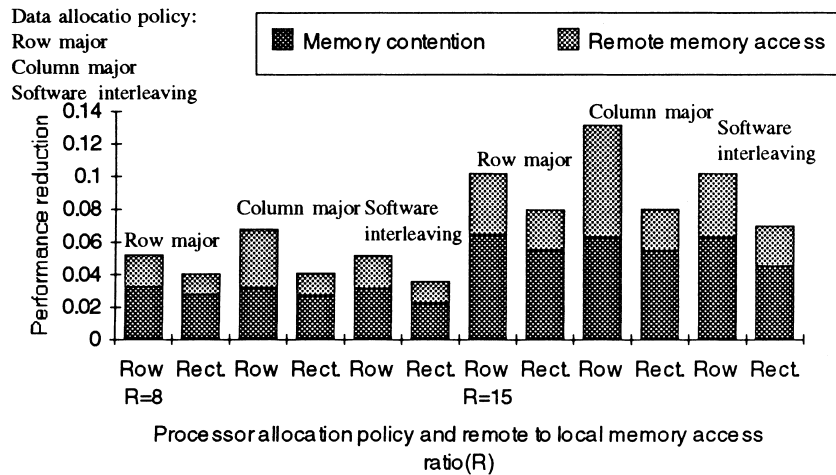 Data allocatio policy:
Row major
Column major
Software interleaving
Memory contention
Remote memory access
Performance reduction
0.14
0.12
0.1
0.08
0.06
0.04
0.02
0
Row major
Column major
Software
interleaving
Row major
Column major
Software
interleaving
Row Rect. Row Rect. Row Rect. Row Rect. Row Rect. Row Rect.
R=8 R=15
Processor allocation policy and remote to local memory access
ratio(R)